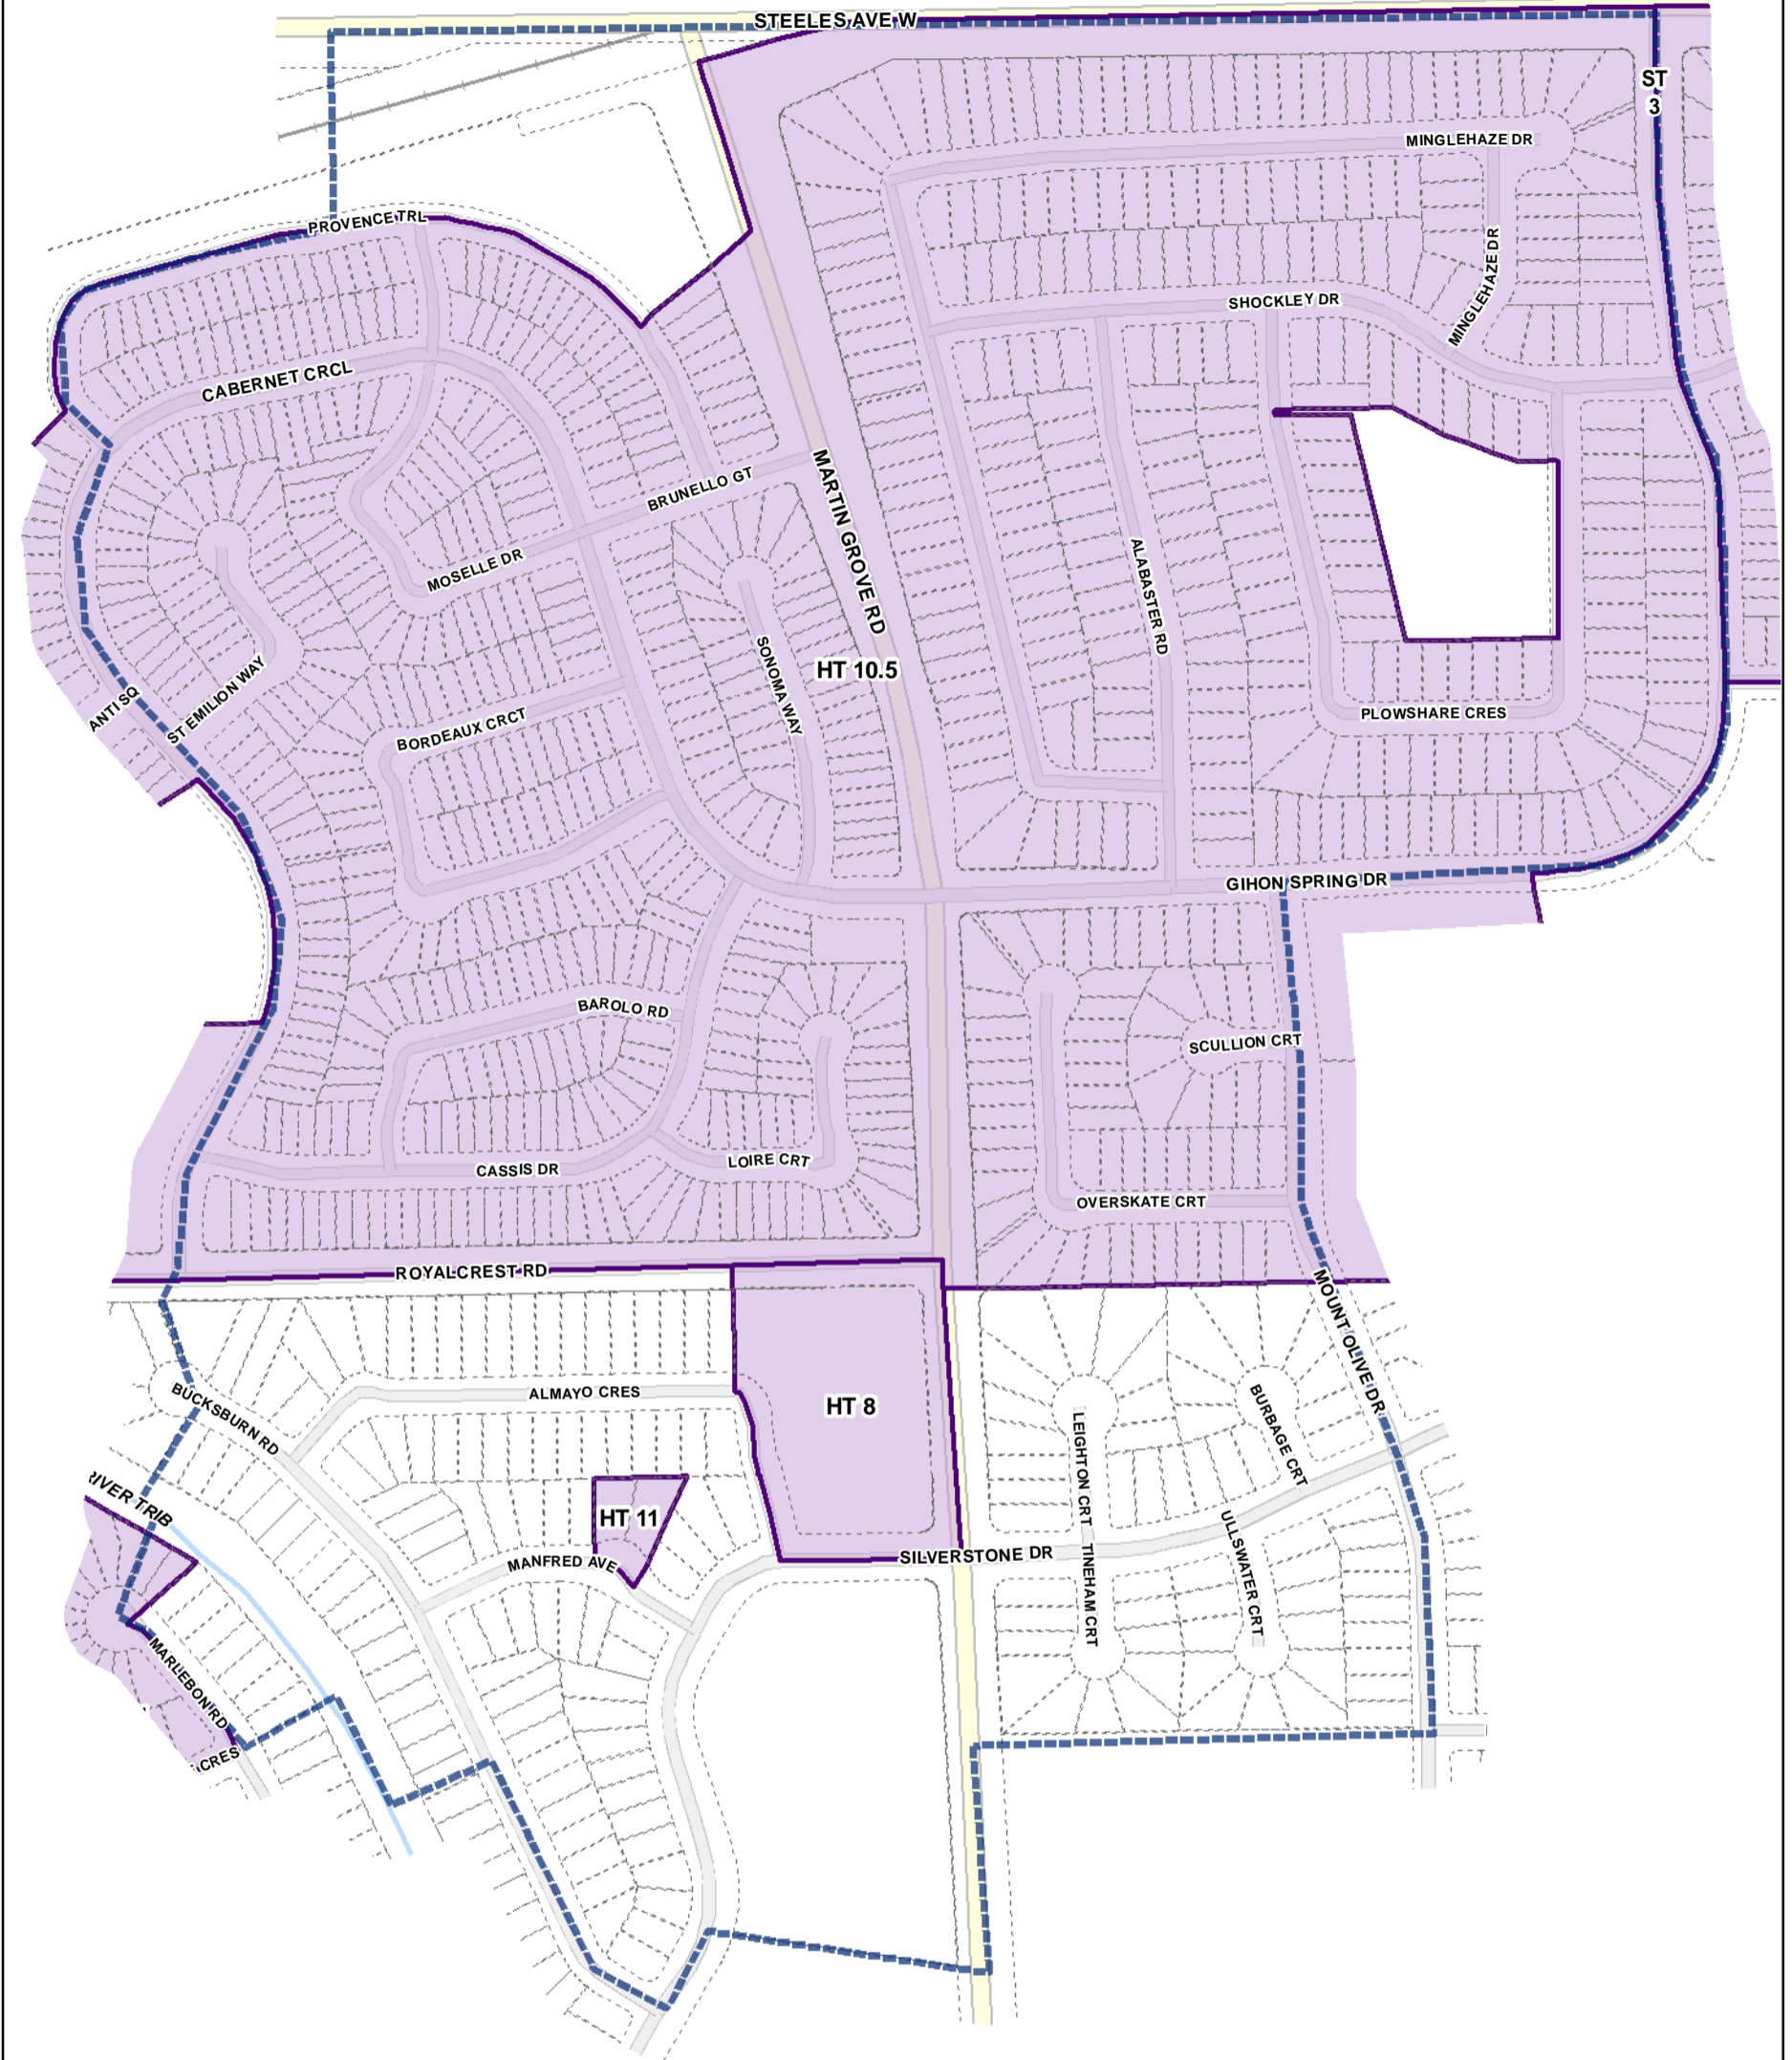 STEELES AVE W
ST
3
MINGLEHAZE DR
PROVENCE TRL
MINGLEHAZE DR
SHOCKLEY DR
CABERNET CRCL
BRUNELLO GT
MARTIN GROVE RD
MOSELLE DR
ALABASTER RD
SONOMA WAY
HT 10.5
ST EMILION WAY
ANTI SQ
BORDEAUX CRCT
PLOWSHARE CRES
GIHON SPRING DR
BAROLO RD
SCULLION CRT
CASSIS DR
LOIRE CRT
OVERSKATE CRT
ROYALCREST RD
MOUNT OLIVE DR
ALMAYO CRES
HT 8
BUCKSBURN RD
BURBAGE CRT
LEIGHTON CRT
RIVER TRIB
HT 11
MANFRED AVE
SILVERSTONE DR
TINEHAM CRT
ULLSWATER CRT
MARLEBON RD
CRES